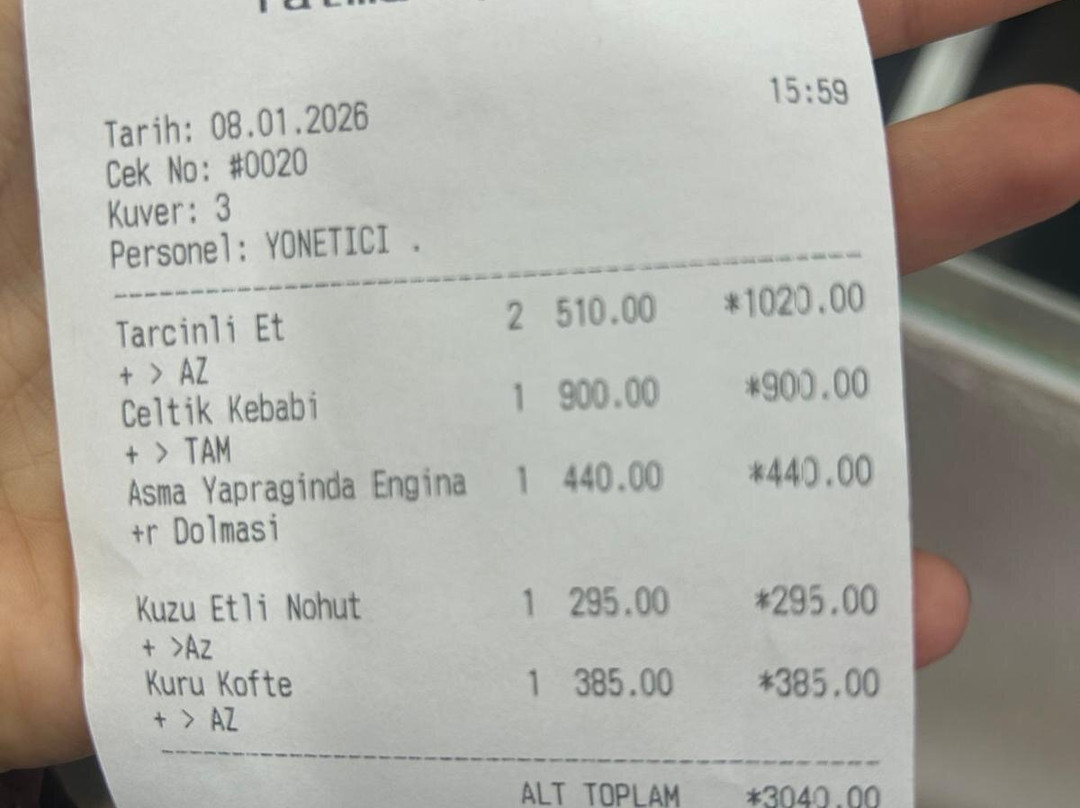 15:59
Tarih: 08.01.2026
Cek No: #0020
Kuver: 3
Personel: YONETICI .
Tarcinli Et 2 510.00 *1020.00
+ > AZ
Celtik Kebabi 1 900.00 *900.00
+ > TAM
Asma Yapraginda Engina 1 440.00 *440.00
+r Dolmasi
Kuzu Etli Nohut 1 295.00 *295.00
+ >Az
Kuru Kofte 1 385.00 *385.00
+ > AZ
ALT TOPLAM *3040.00